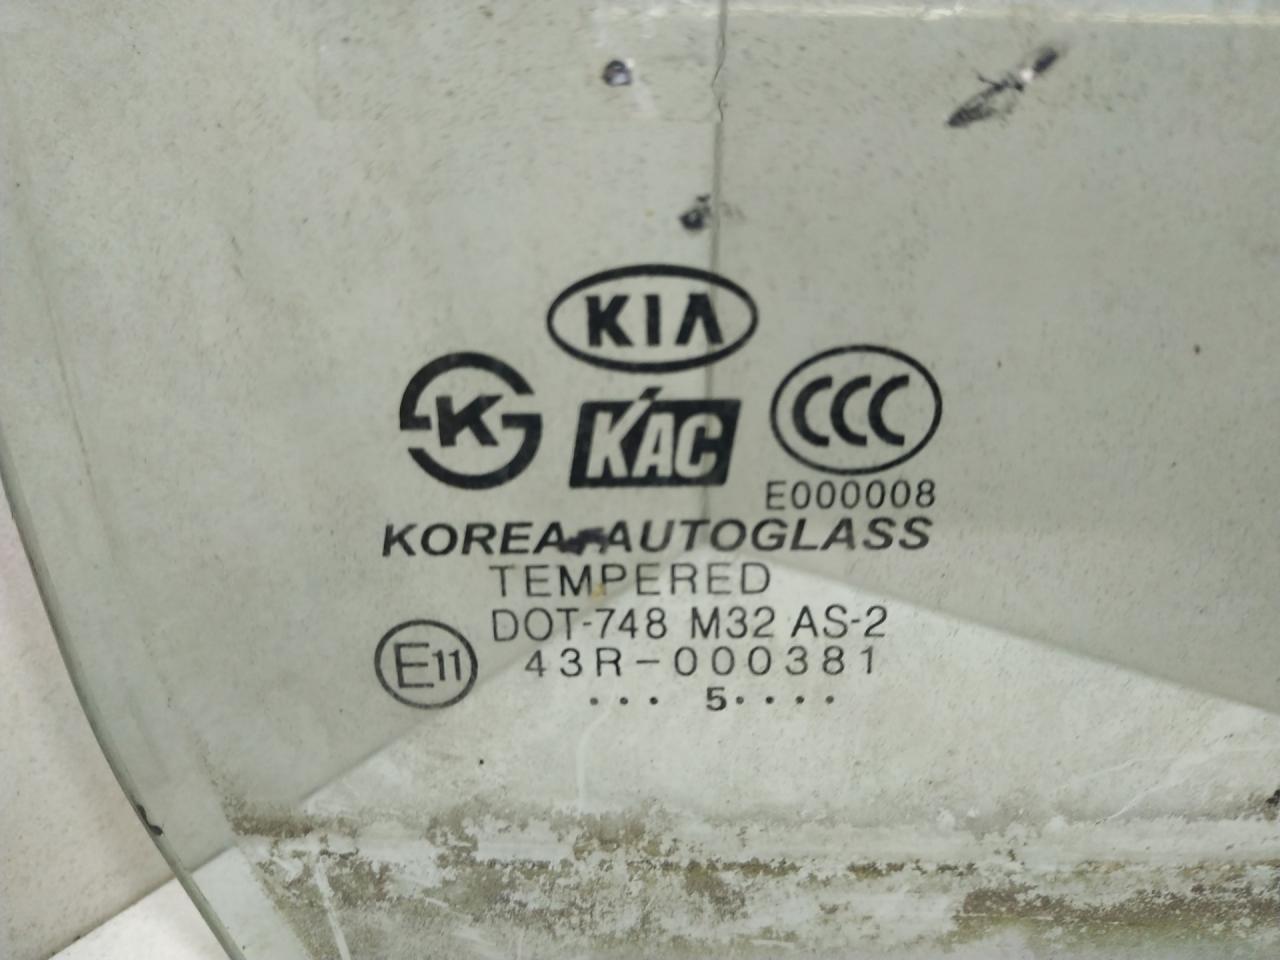 KIA
K
KAC
CCC
E000008
KOREA AUTOGLASS
TEMPERED
DOT-748 M32 AS-2
E11
43R-000381
... 5....